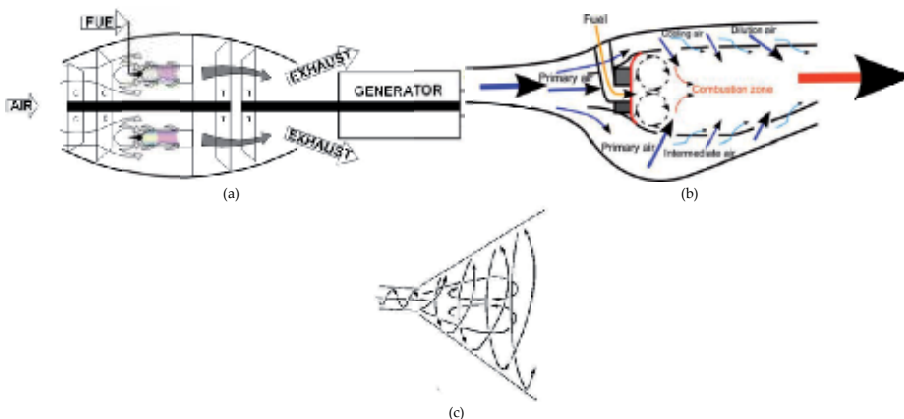 FUE
AIR
C
C
T
T
C
C
T
T
EXHAUST
EXHAUST
GENERATOR
(a)
Fuel
Cooling air
Dilution air
Primary air
Combustion zone
Primary air
Intermediate air
(b)
(c)